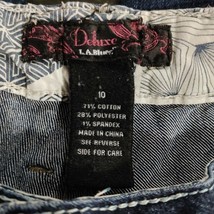 Deluxe
L.A. Blues
10
71% COTTON
28% POLYESTER
1% SPANDEX
MADE IN CHINA
SEE REVERSE
SIDE FOR CARE